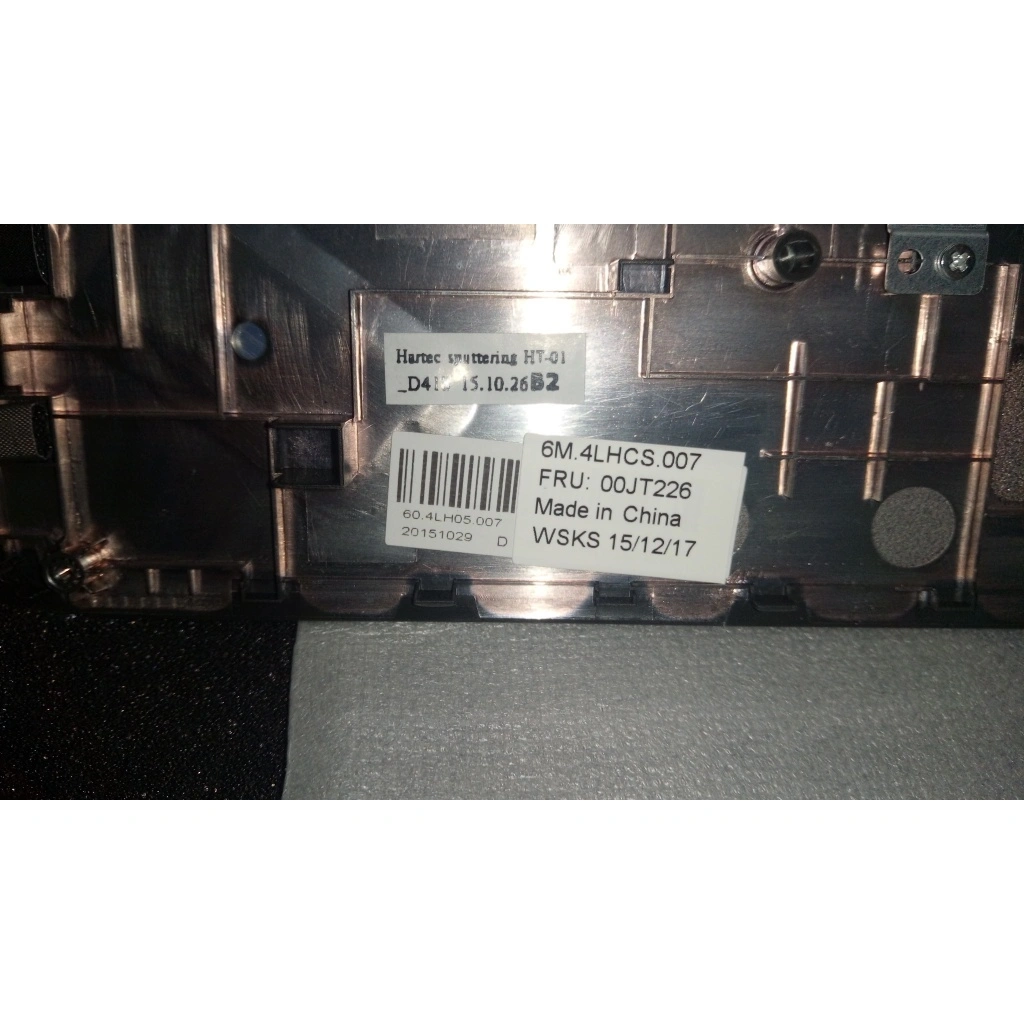 Hartec sputtering HT-01
15.10.26B2
60.4LH05.007
20151029 D
6M.4LHCS.007
FRU: 00JT226
Made in China
WSKS 15/12/17